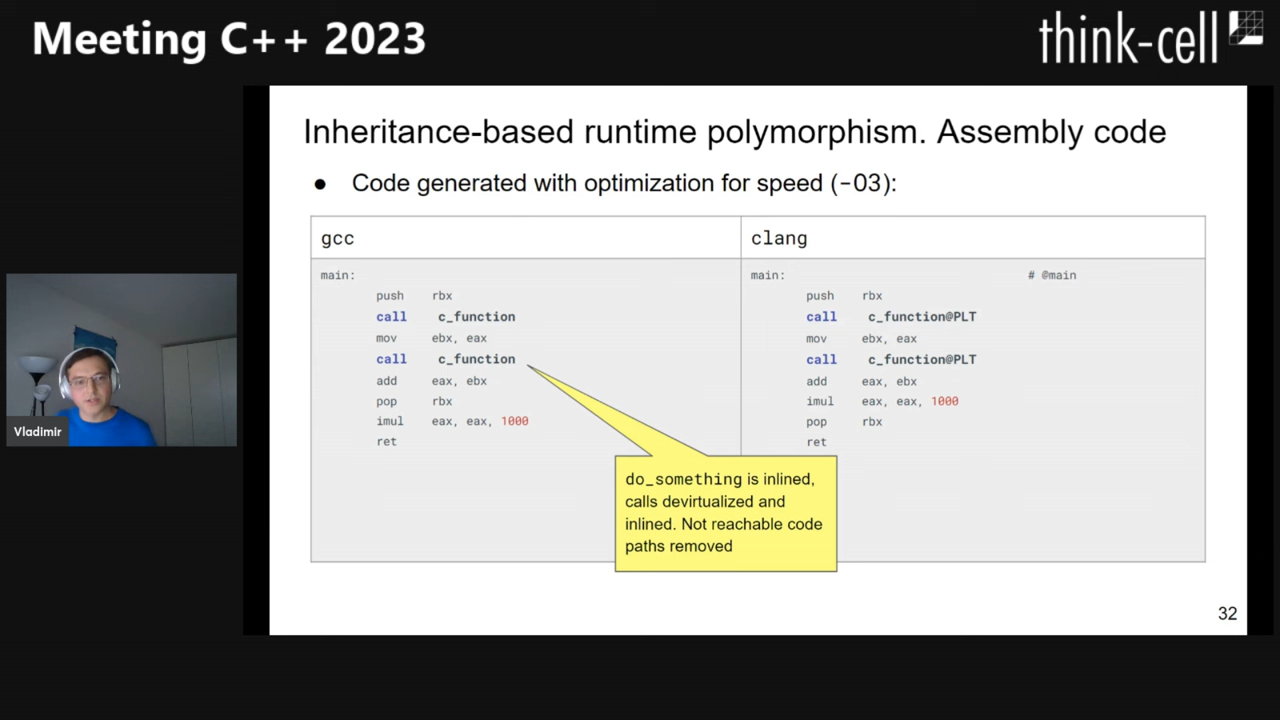 Meeting C++ 2023
think-cell
Inheritance-based runtime polymorphism. Assembly code
● Code generated with optimization for speed (-O3):
gcc
main:
push rbx
call c_function
mov ebx, eax
call c_function
add eax, ebx
pop rbx
imul eax, eax, 1000
ret
clang
main: # @main
push rbx
call c_function@PLT
mov ebx, eax
call c_function@PLT
add eax, ebx
imul eax, eax, 1000
pop rbx
ret
do_something is inlined,
calls devirtualized and
inlined. Not reachable code
paths removed
Vladimir
32